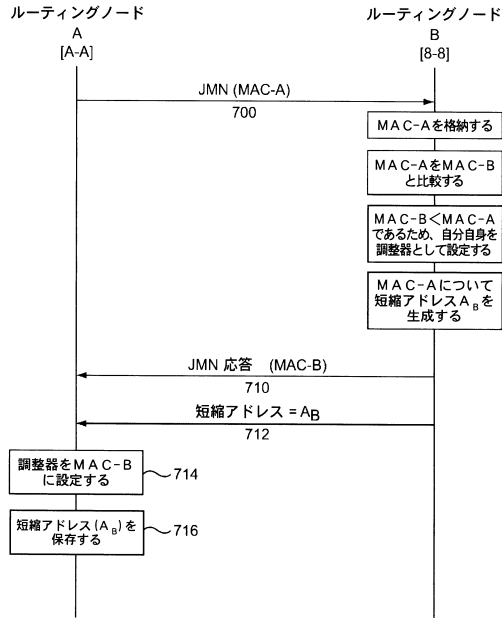 ルーティングノード
A
[A-A]
ルーティングノード
B
[8-8]
JMN (MAC-A)
700
MAC-Aを格納する
MAC-AをMAC-B
と比較する
MAC-B<MAC-A
であるため、自分自身を
調整器として設定する
MAC-Aについて
短縮アドレスABを
生成する
JMN 応答 (MAC-B)
710
短縮アドレス = AB
712
調整器をMAC-B
に設定する
714
短縮アドレス(AB)を
保存する
716